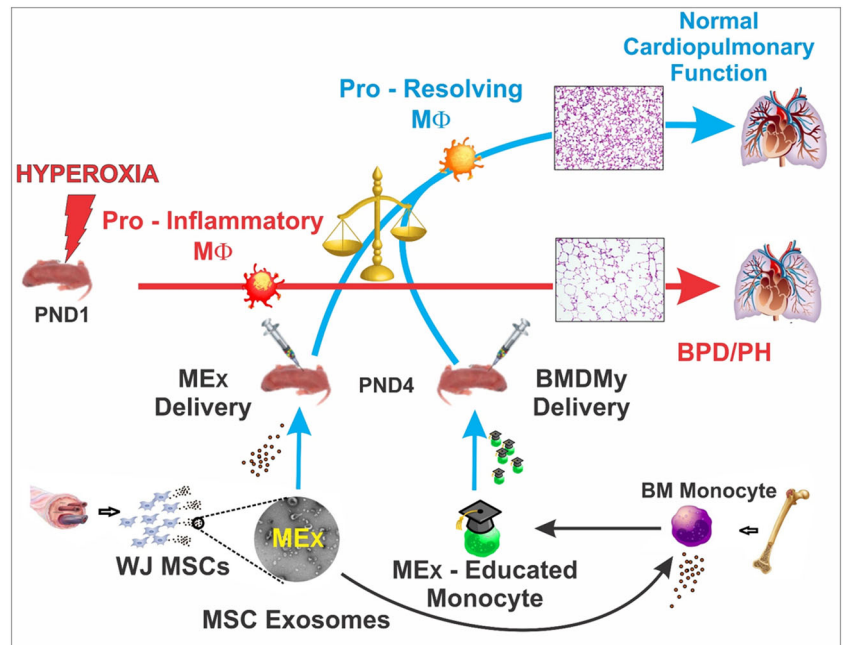 Normal
Cardiopulmonary
Function
Pro - Resolving
MΦ
HYPEROXIA
Pro - Inflammatory
MΦ
PND1
BPD/PH
MEx
Delivery
PND4
BMDMy
Delivery
BM Monocyte
MEx
WJ MSCs
MEx - Educated
Monocyte
MSC Exosomes